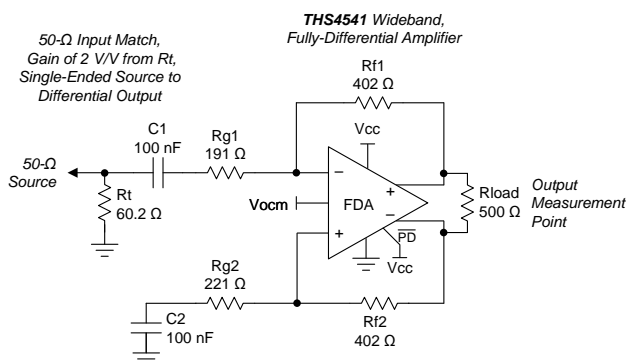 THS4541 Wideband,
Fully-Differential Amplifier
50-Ω Input Match,
Gain of 2 V/V from Rt,
Single-Ended Source to
Differential Output
Rf1
402 Ω
C1
100 nF
Rg1
191 Ω
Vcc
50-Ω
Source
Rt
60.2 Ω
Vocm
−
+
FDA
+
−
PD
Vcc
Rload
500 Ω
Output
Measurement
Point
Rg2
221 Ω
C2
100 nF
Rf2
402 Ω